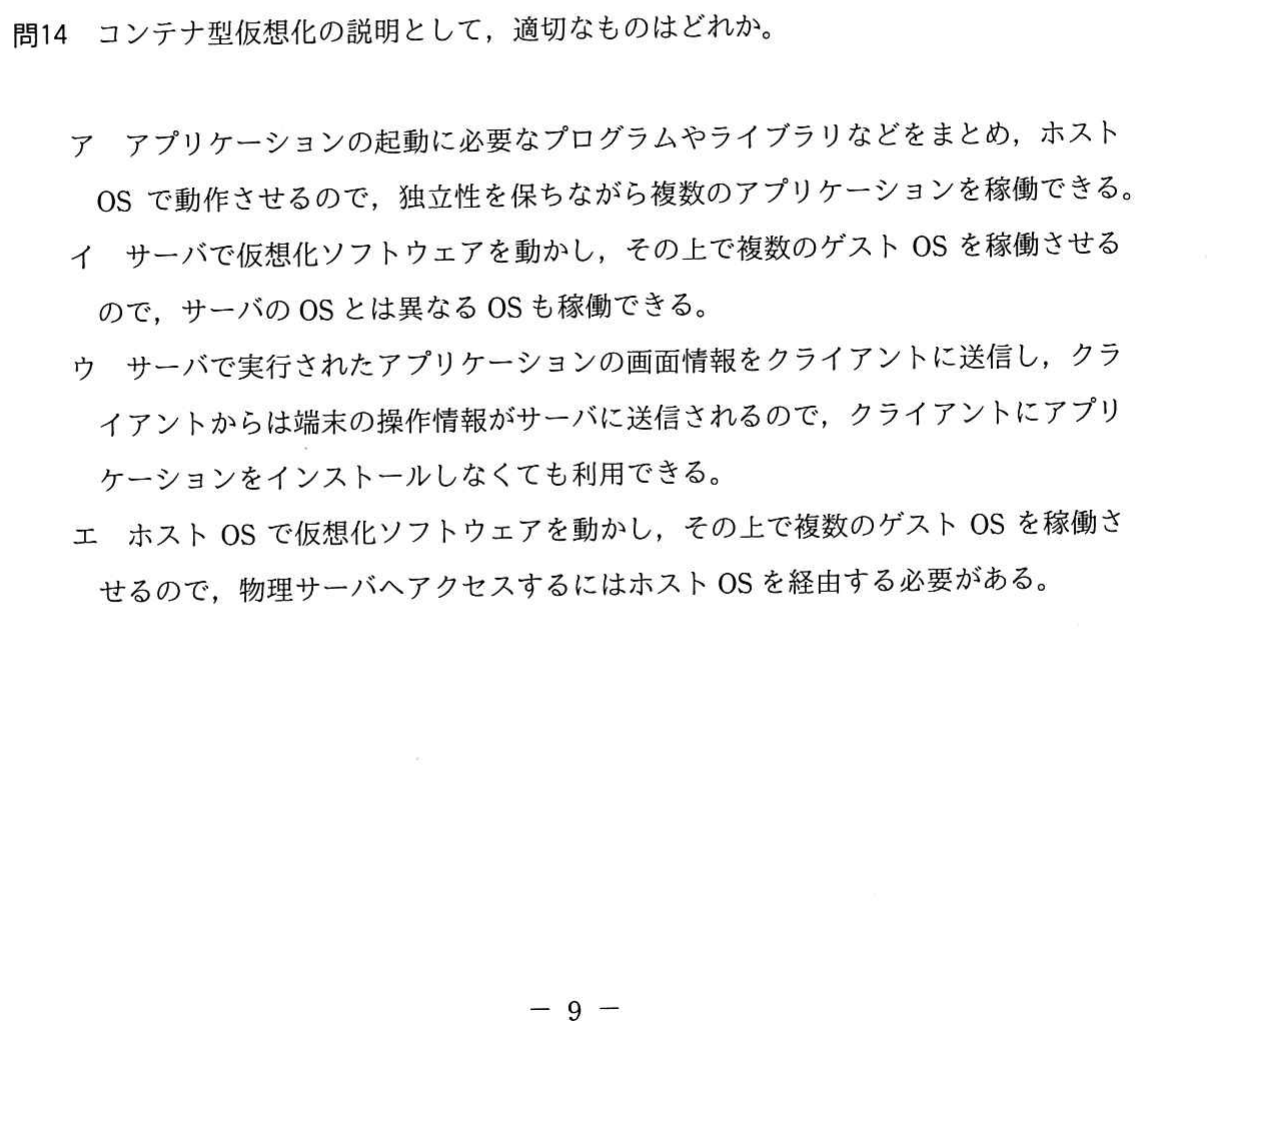 問14　コンテナ型仮想化の説明として，適切なものはどれか。
ア　アプリケーションの起動に必要なプログラムやライブラリなどをまとめ，ホスト
OS で動作させるので，独立性を保ちながら複数のアプリケーションを稼働できる。
イ　サーバで仮想化ソフトウェアを動かし，その上で複数のゲスト OS を稼働させる
ので，サーバの OS とは異なる OS も稼働できる。
ウ　サーバで実行されたアプリケーションの画面情報をクライアントに送信し，クラ
イアントからは端末の操作情報がサーバに送信されるので，クライアントにアプリ
ケーションをインストールしなくても利用できる。
エ　ホスト OS で仮想化ソフトウェアを動かし，その上で複数のゲスト OS を稼働さ
せるので，物理サーバへアクセスするにはホスト OS を経由する必要がある。
－ 9 －